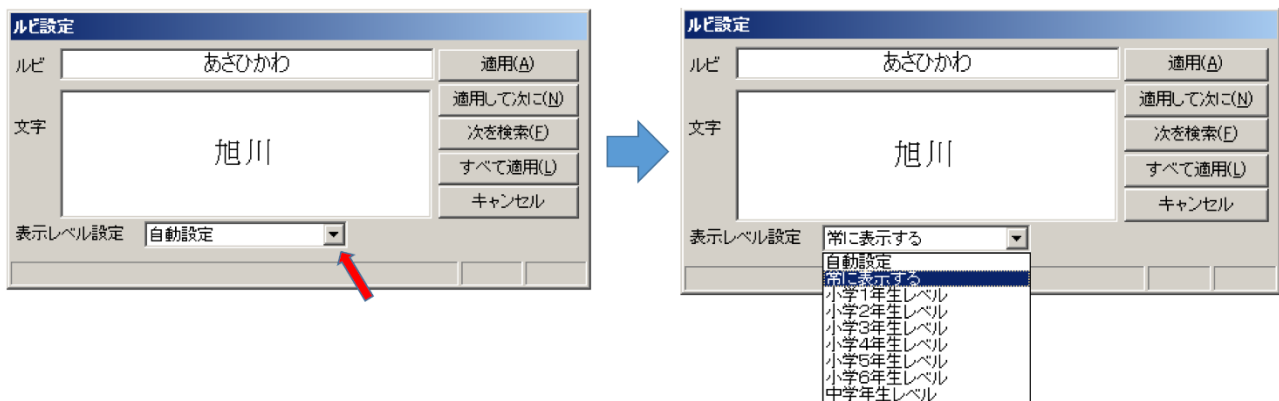 ルビ設定
ルビ あさひかわ 適用(A)
適用して次に(N)
文字 旭川 次を検索(F)
すべて適用(L)
キャンセル
表示レベル設定 自動設定
ルビ設定
ルビ あさひかわ 適用(A)
適用して次に(N)
文字 旭川 次を検索(F)
すべて適用(L)
キャンセル
表示レベル設定 常に表示する
自動設定
常に表示する
小学1年生レベル
小学2年生レベル
小学3年生レベル
小学4年生レベル
小学5年生レベル
小学6年生レベル
中学年生レベル